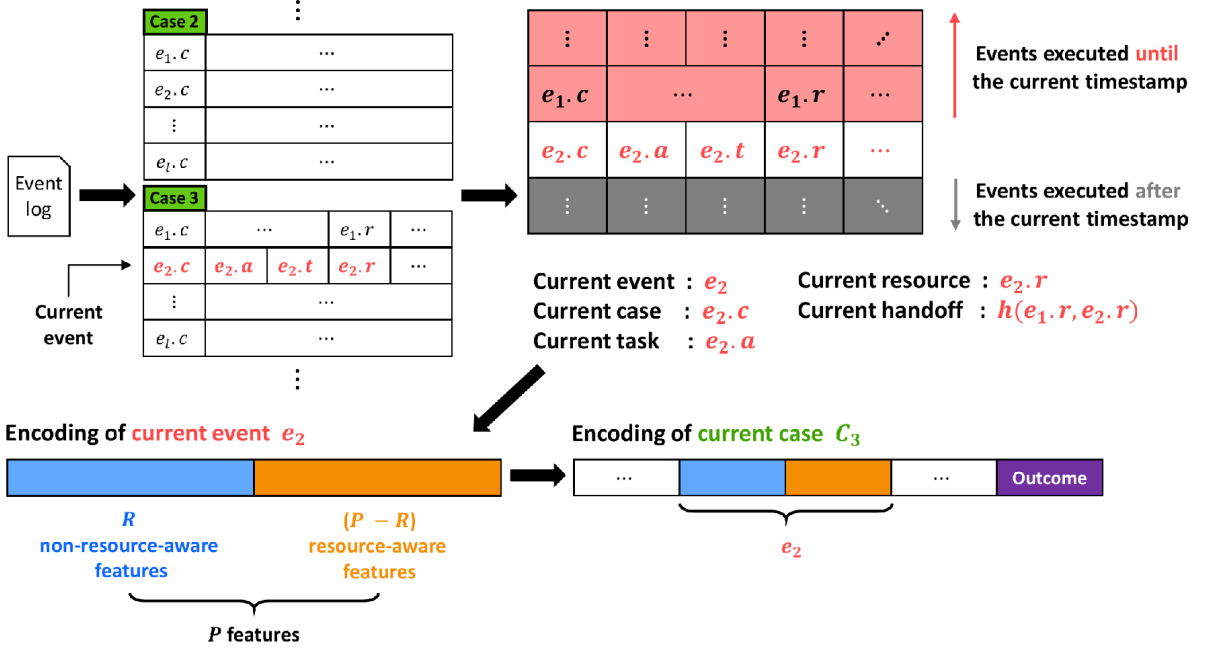 ⋮
Case 2
e₁.c ⋯
e₂.c ⋯
⋮ ⋯
eₗ.c ⋯
Case 3
e₁.c ⋯ e₁.r ⋯
e₂.c e₂.a e₂.t e₂.r ⋯
⋮ ⋯
eₗ.c ⋯
⋮
Event
log
Current
event
⋮ ⋮ ⋮ ⋮ ⋰
e₁.c ⋯ e₁.r ⋯
e₂.c e₂.a e₂.t e₂.r ⋯
⋮ ⋮ ⋮ ⋮ ⋱
Events executed until
the current timestamp
Events executed after
the current timestamp
Current event : e₂
Current case : e₂.c
Current task : e₂.a
Current resource : e₂.r
Current handoff : h(e₁.r, e₂.r)
Encoding of current event e₂
R
non-resource-aware
features
(P − R)
resource-aware
features
P features
Encoding of current case C₃
⋯ ⋯ Outcome
e₂